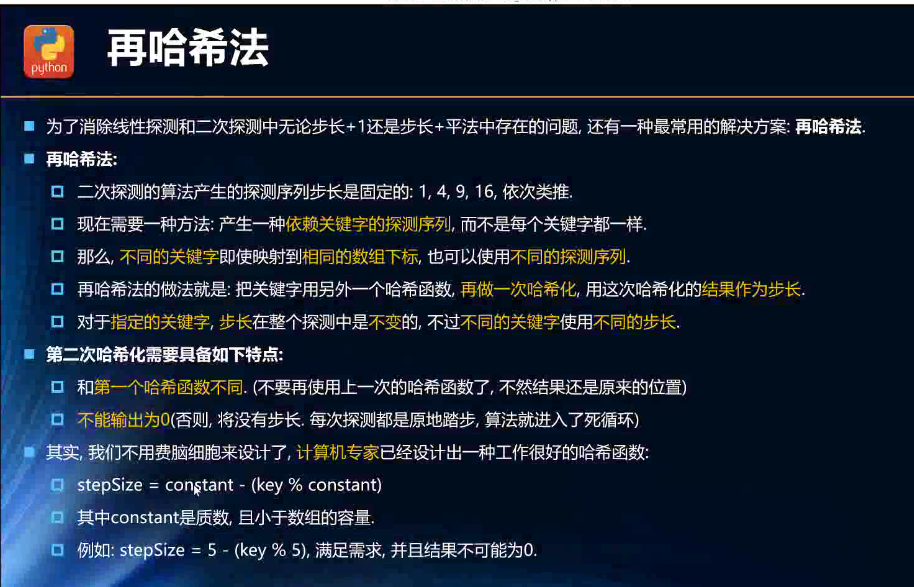 python
再哈希法
为了消除线性探测和二次探测中无论步长+1还是步长+平法中存在的问题, 还有一种最常用的解决方案: 再哈希法.
再哈希法:
二次探测的算法产生的探测序列步长是固定的: 1, 4, 9, 16, 依次类推.
现在需要一种方法: 产生一种依赖关键字的探测序列, 而不是每个关键字都一样.
那么, 不同的关键字即使映射到相同的数组下标, 也可以使用不同的探测序列.
再哈希法的做法就是: 把关键字用另外一个哈希函数, 再做一次哈希化, 用这次哈希化的结果作为步长.
对于指定的关键字, 步长在整个探测中是不变的, 不过不同的关键字使用不同的步长.
第二次哈希化需要具备如下特点:
和第一个哈希函数不同. (不要再使用上一次的哈希函数了, 不然结果还是原来的位置)
不能输出为0(否则, 将没有步长. 每次探测都是原地踏步, 算法就进入了死循环)
其实, 我们不用费脑细胞来设计了, 计算机专家已经设计出一种工作很好的哈希函数:
stepSize = constant - (key % constant)
其中constant是质数, 且小于数组的容量.
例如: stepSize = 5 - (key % 5), 满足需求, 并且结果不可能为0.